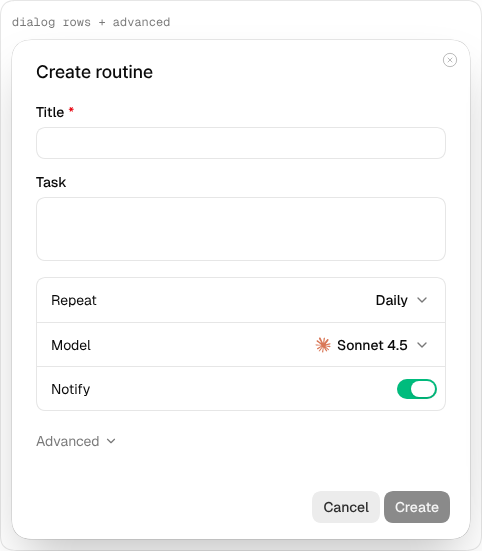 dialog rows + advanced
Create routine
Title *
Task
Repeat Daily
Model Sonnet 4.5
Notify
Advanced
Cancel Create